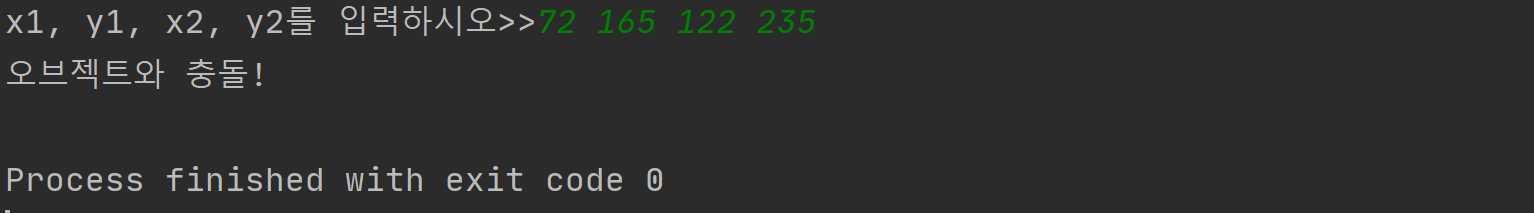 x1, y1, x2, y2를 입력하시오>>72 165 122 235
오브젝트와 충돌!
Process finished with exit code 0